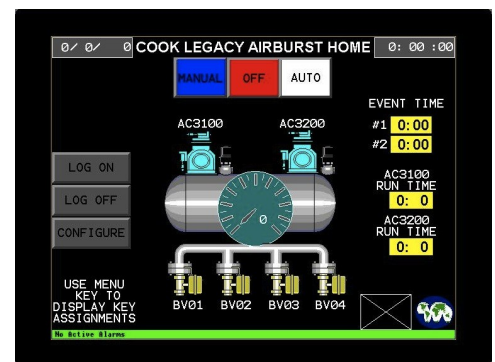 0/ 0/ 0 COOK LEGACY AIRBURST HOME 0: 00 :00
MANUAL OFF AUTO
EVENT TIME
#1 0:00
#2 0:00
AC3100 AC3200
AC3100
RUN TIME
0: 0
AC3200
RUN TIME
0: 0
LOG ON
LOG OFF
CONFIGURE
0
USE MENU
KEY TO
DISPLAY KEY
ASSIGNMENTS
BV01 BV02 BV03 BV04
No Active Alarms